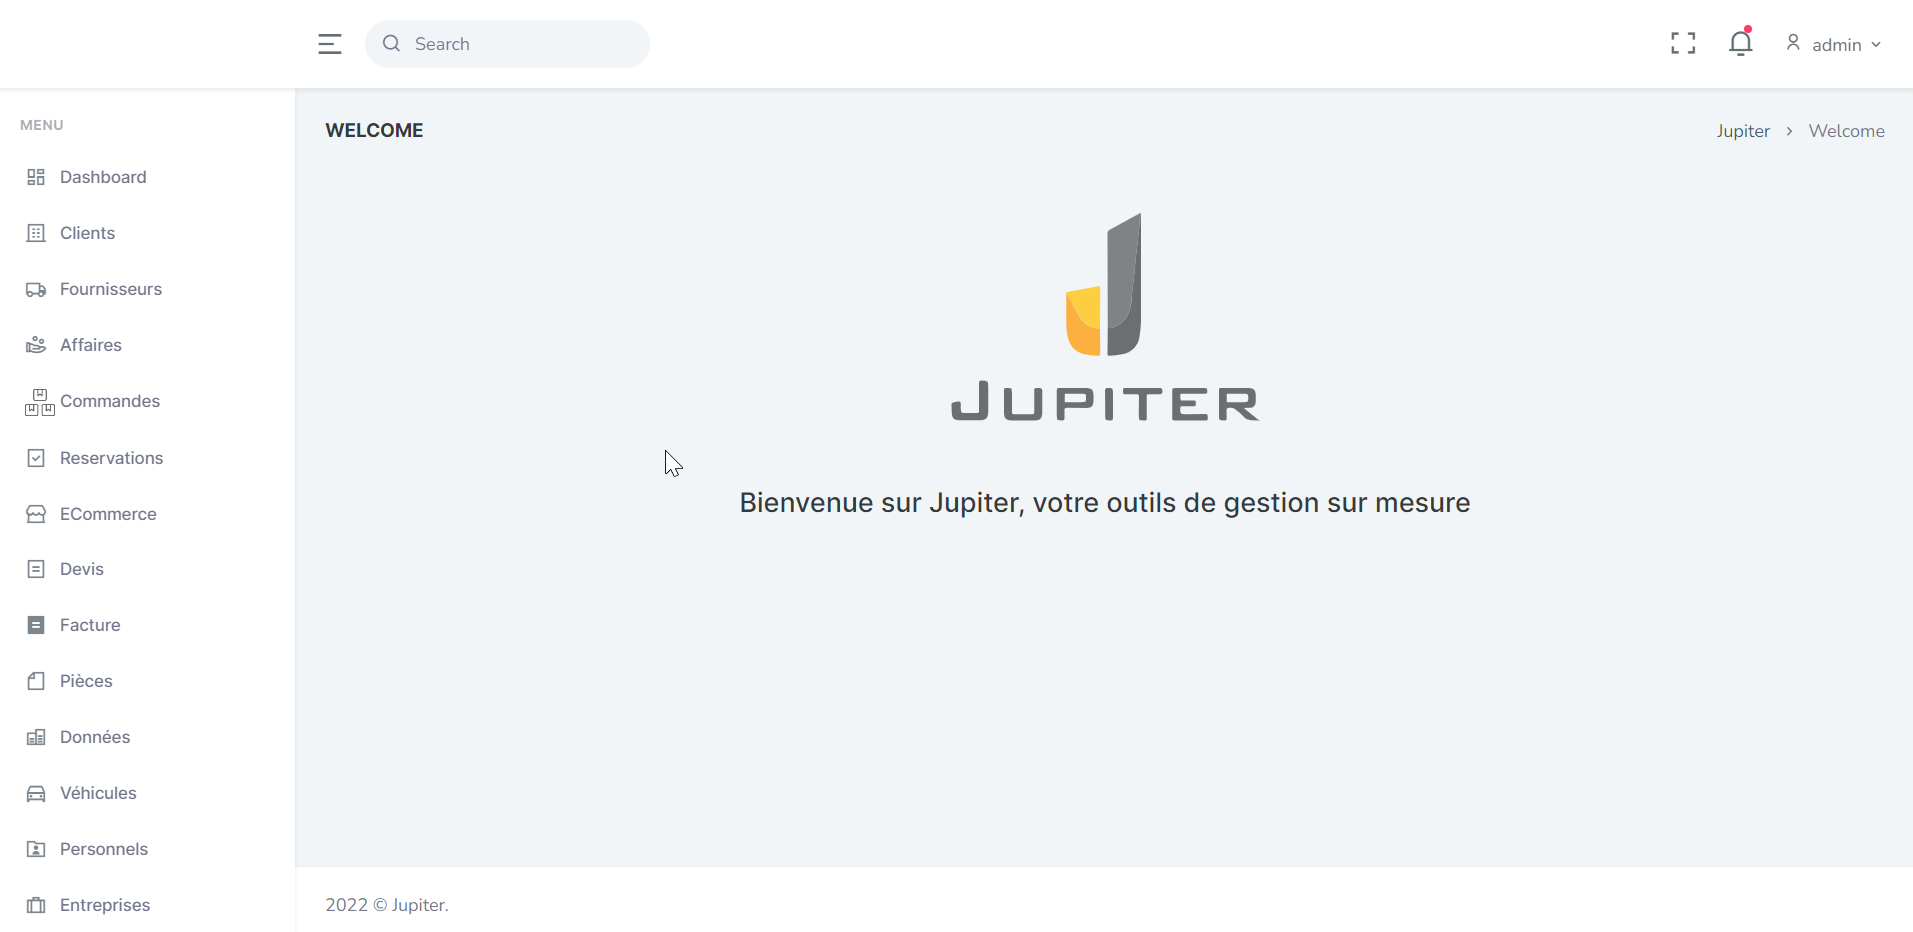 Search
admin
MENU
Dashboard
Clients
Fournisseurs
Affaires
Commandes
Reservations
ECommerce
Devis
Facture
Pièces
Données
Véhicules
Personnels
Entreprises
WELCOME
Jupiter > Welcome
JUPITER
Bienvenue sur Jupiter, votre outils de gestion sur mesure
2022 © Jupiter.